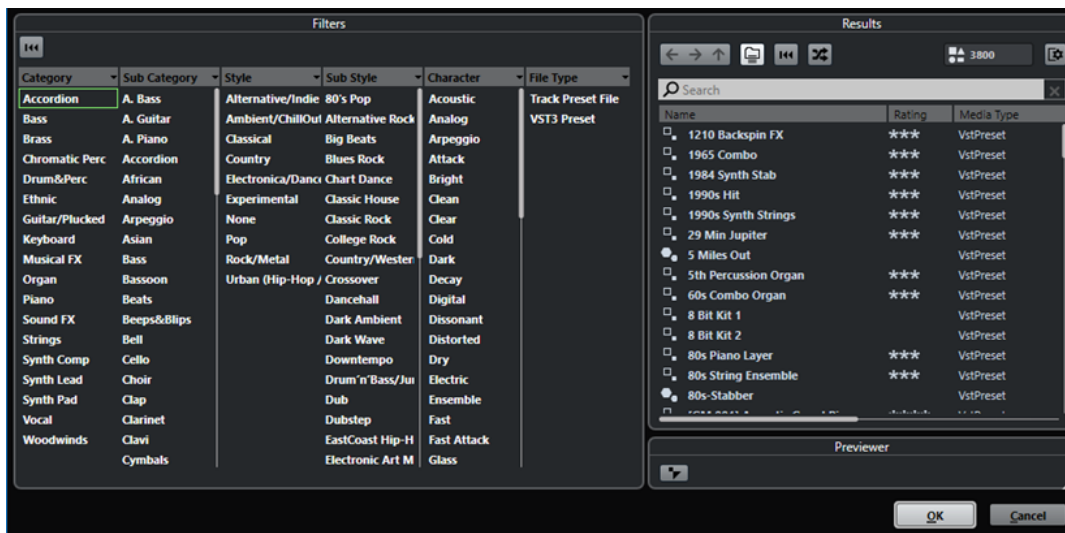 Filters
Category Sub Category Style Sub Style Character File Type
Accordion A. Bass Alternative/Indie 80's Pop Acoustic Track Preset File
Bass A. Guitar Ambient/ChillOut Alternative Rock Analog VST3 Preset
Brass A. Piano Classical Big Beats Arpeggio
Chromatic Perc Accordion Country Blues Rock Attack
Drum&Perc African Electronica/Danc Chart Dance Bright
Ethnic Analog Experimental Classic House Clean
Guitar/Plucked Arpeggio None Classic Rock Clear
Keyboard Asian Pop College Rock Cold
Musical FX Bass Rock/Metal Country/Wester Dark
Organ Bassoon Urban (Hip-Hop / Crossover Decay
Piano Beats Dancehall Digital
Sound FX Beeps&Blips Dark Ambient Dissonant
Strings Bell Dark Wave Distorted
Synth Comp Cello Downtempo Dry
Synth Lead Choir Drum´n´Bass/Ju Electric
Synth Pad Clap Dub Ensemble
Vocal Clarinet Dubstep Fast
Woodwinds Clavi EastCoast Hip-H Fast Attack
Cymbals Electronic Art M Glass
Results
3800
Search
Name Rating Media Type
1210 Backspin FX *** VstPreset
1965 Combo *** VstPreset
1984 Synth Stab *** VstPreset
1990s Hit *** VstPreset
1990s Synth Strings *** VstPreset
29 Min Jupiter *** VstPreset
5 Miles Out VstPreset
5th Percussion Organ *** VstPreset
60s Combo Organ *** VstPreset
8 Bit Kit 1 VstPreset
8 Bit Kit 2 VstPreset
80s Piano Layer *** VstPreset
80s String Ensemble *** VstPreset
80s-Stabber VstPreset
Previewer
OK Cancel